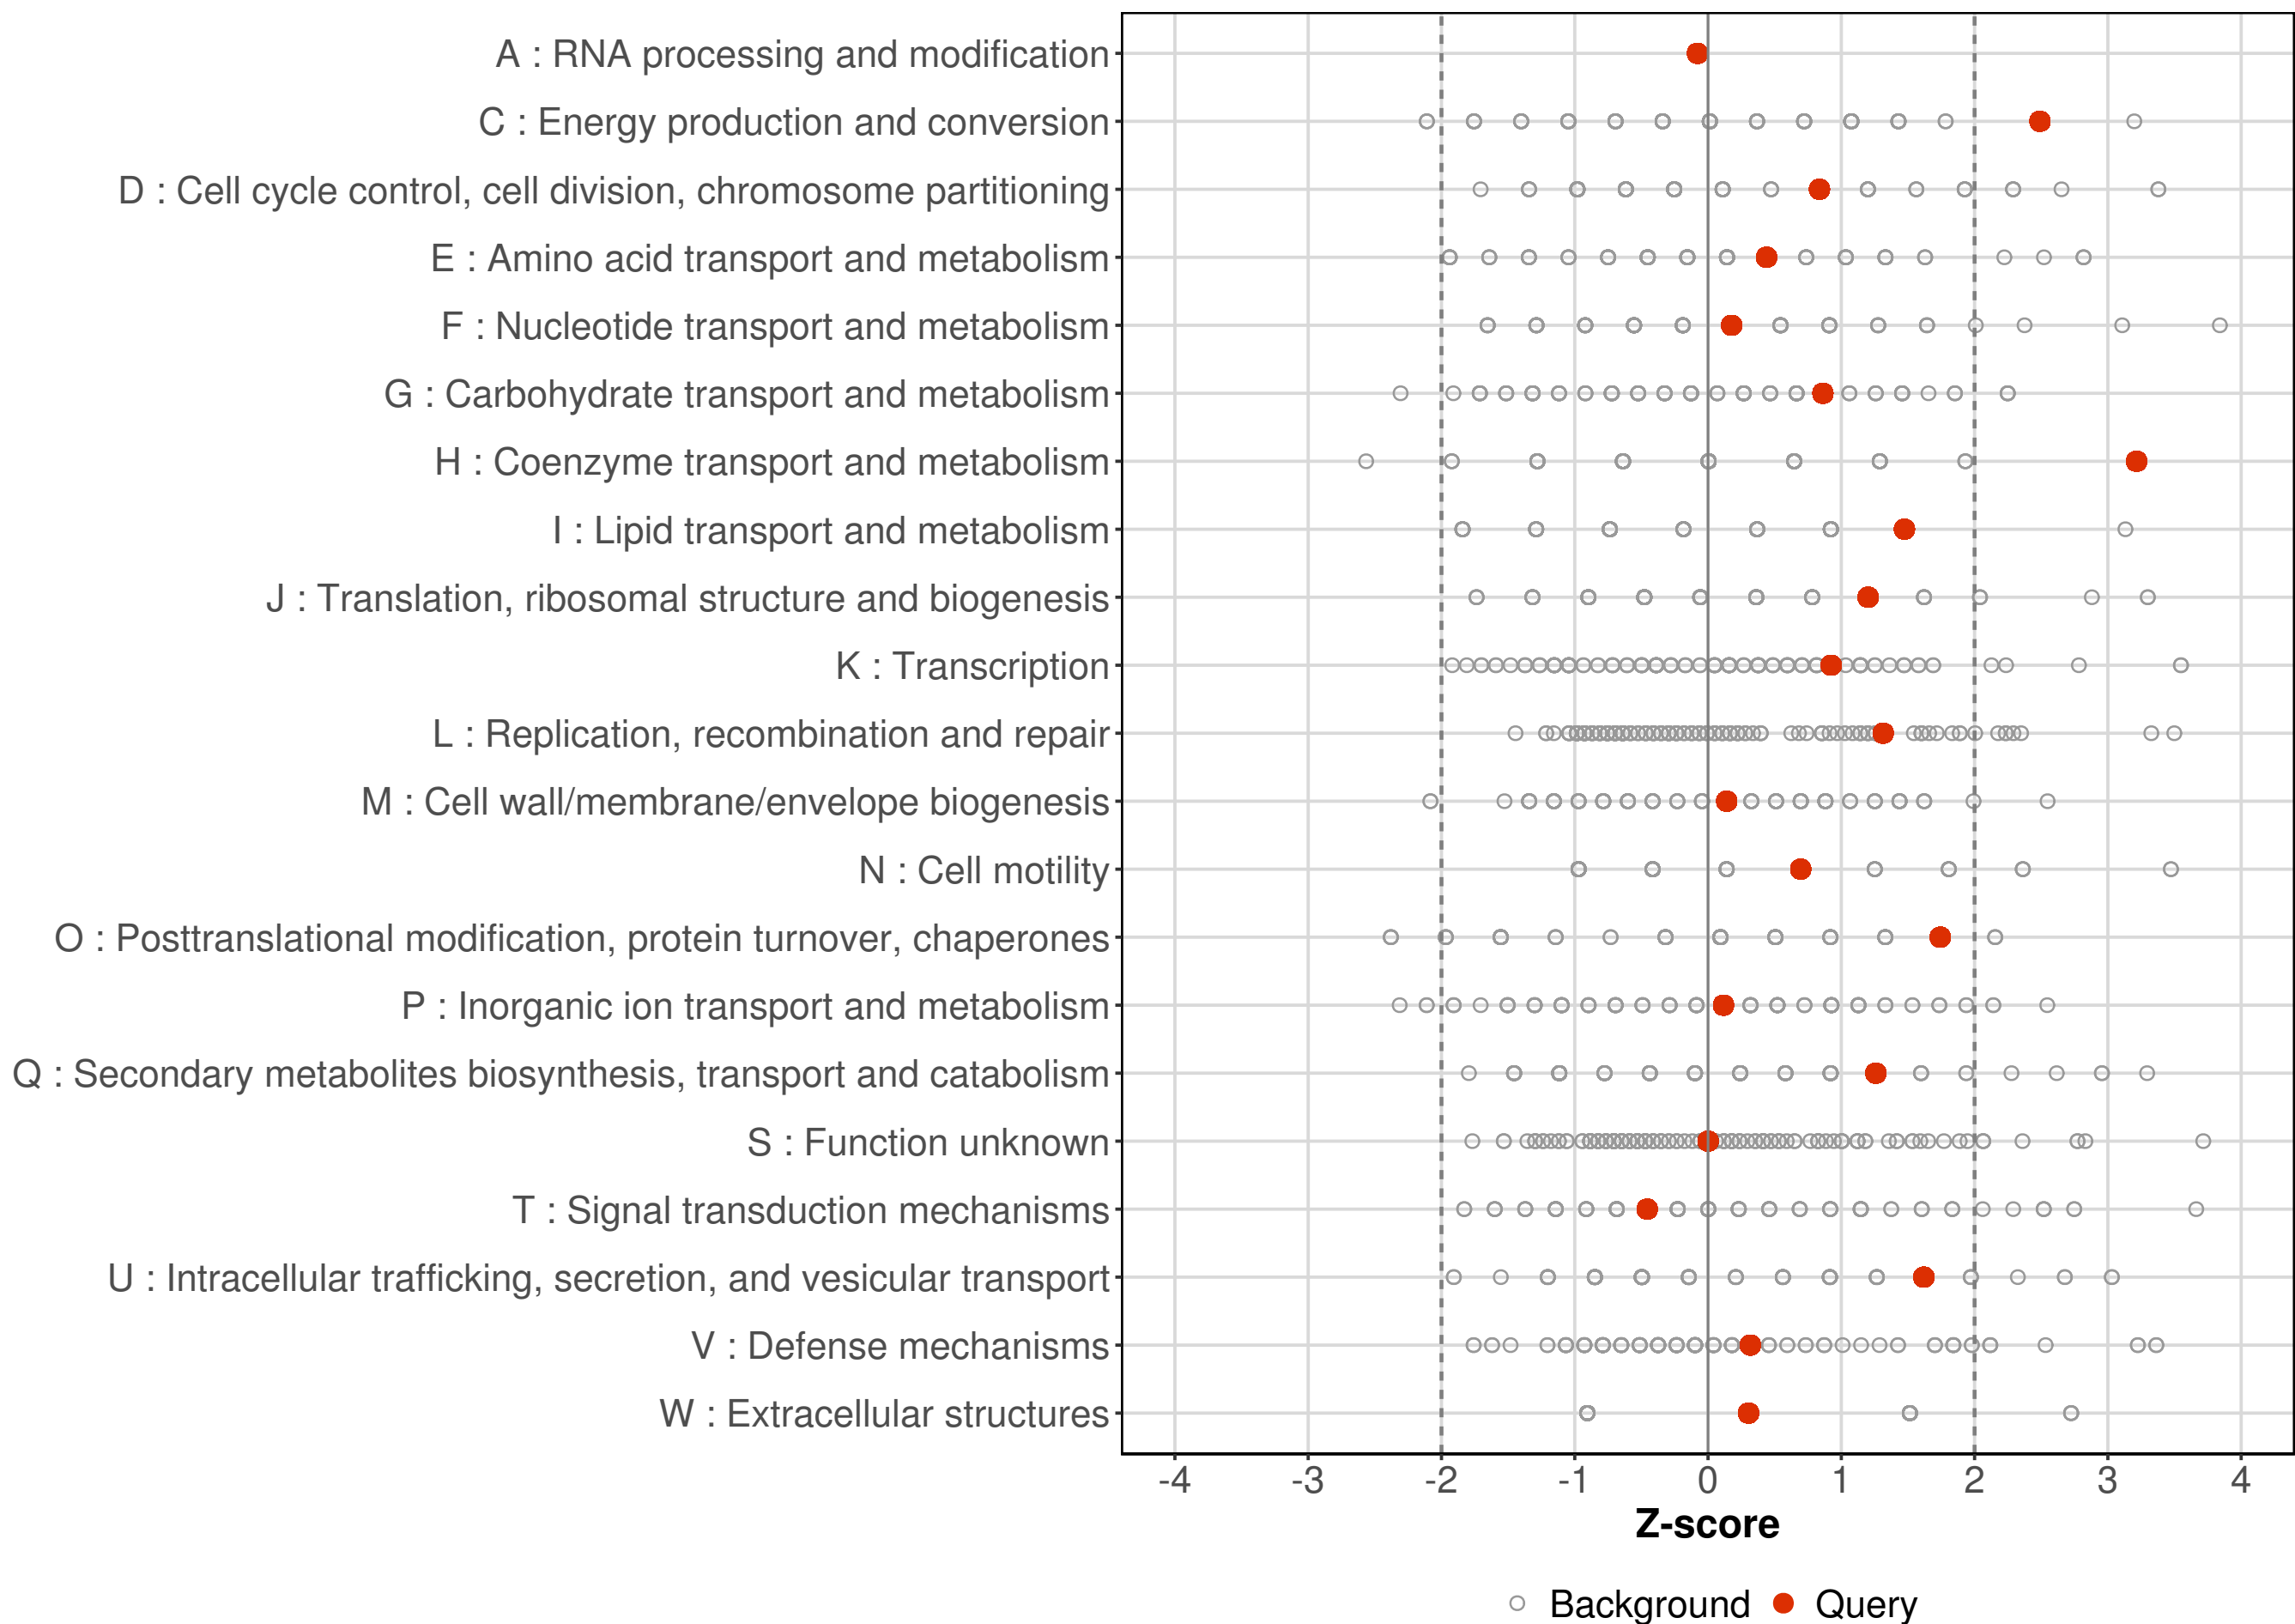 A : RNA processing and modification
C : Energy production and conversion
D : Cell cycle control, cell division, chromosome partitioning
E : Amino acid transport and metabolism
F : Nucleotide transport and metabolism
G : Carbohydrate transport and metabolism
H : Coenzyme transport and metabolism
I : Lipid transport and metabolism
J : Translation, ribosomal structure and biogenesis
K : Transcription
L : Replication, recombination and repair
M : Cell wall/membrane/envelope biogenesis
N : Cell motility
O : Posttranslational modification, protein turnover, chaperones
P : Inorganic ion transport and metabolism
Q : Secondary metabolites biosynthesis, transport and catabolism
S : Function unknown
T : Signal transduction mechanisms
U : Intracellular trafficking, secretion, and vesicular transport
V : Defense mechanisms
W : Extracellular structures
-4 -3 -2 -1 0 1 2 3 4
Z-score
Background Query